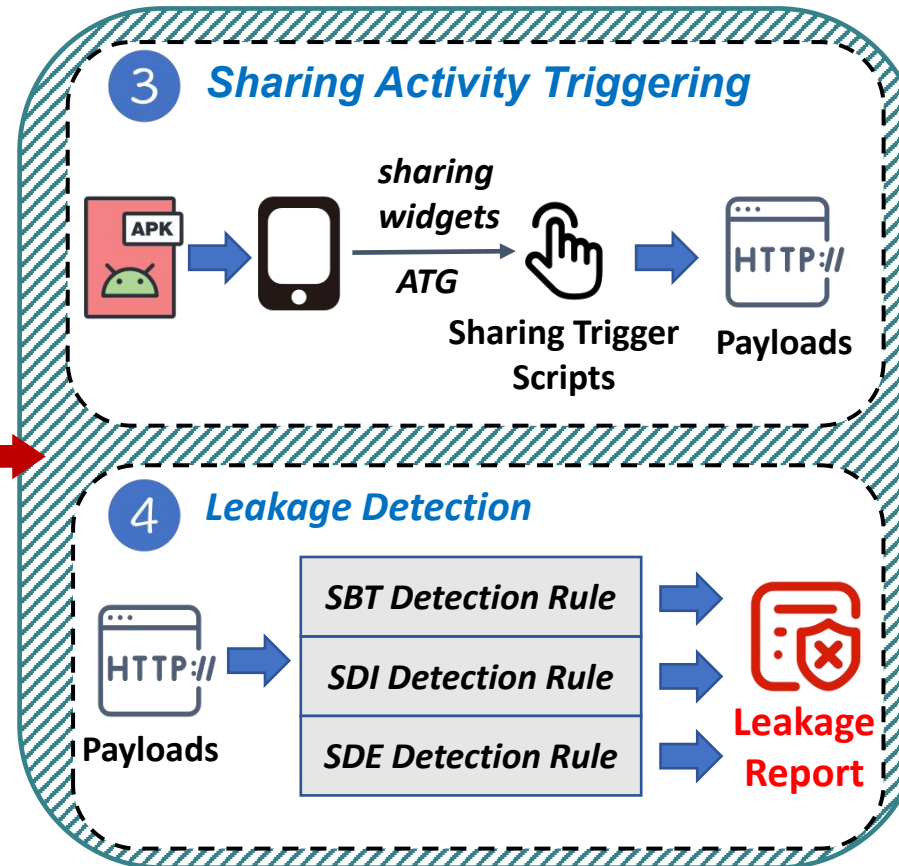 3 Sharing Activity Triggering
sharing
widgets
ATG
APK
HTTP://
Sharing Trigger
Scripts
Payloads
4 Leakage Detection
HTTP://
Payloads
SBT Detection Rule
SDI Detection Rule
SDE Detection Rule
Leakage
Report